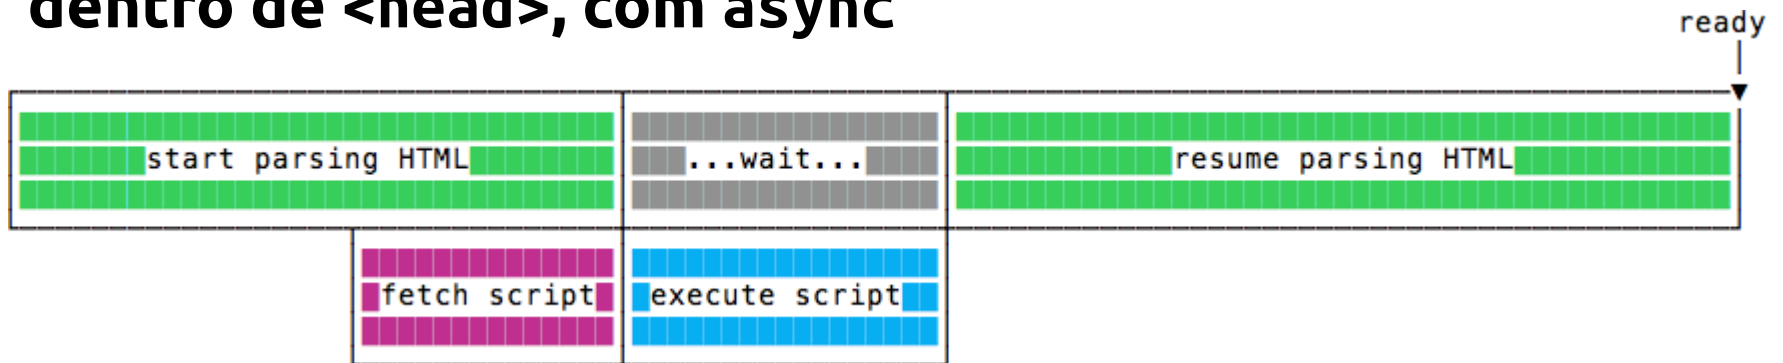 dentro de <head>, com async
ready
start parsing HTML
...wait...
resume parsing HTML
fetch script
execute script